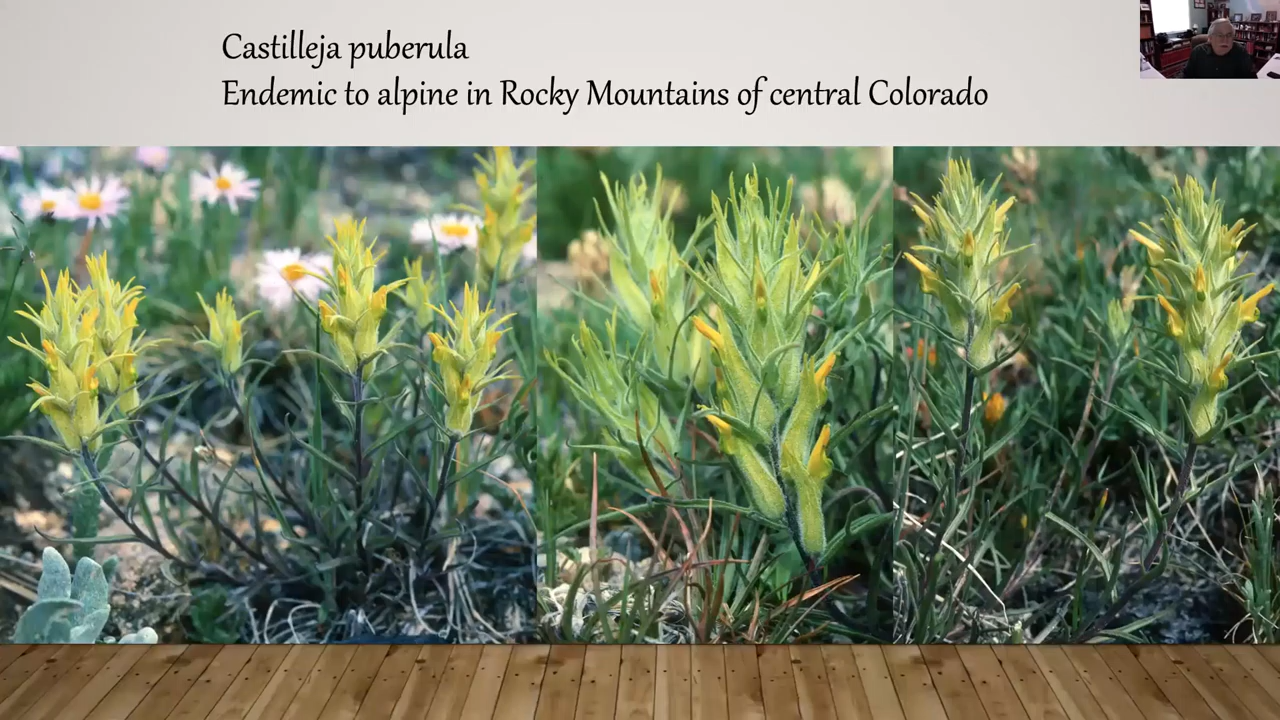 Castilleja puberula
Endemic to alpine in Rocky Mountains of central Colorado